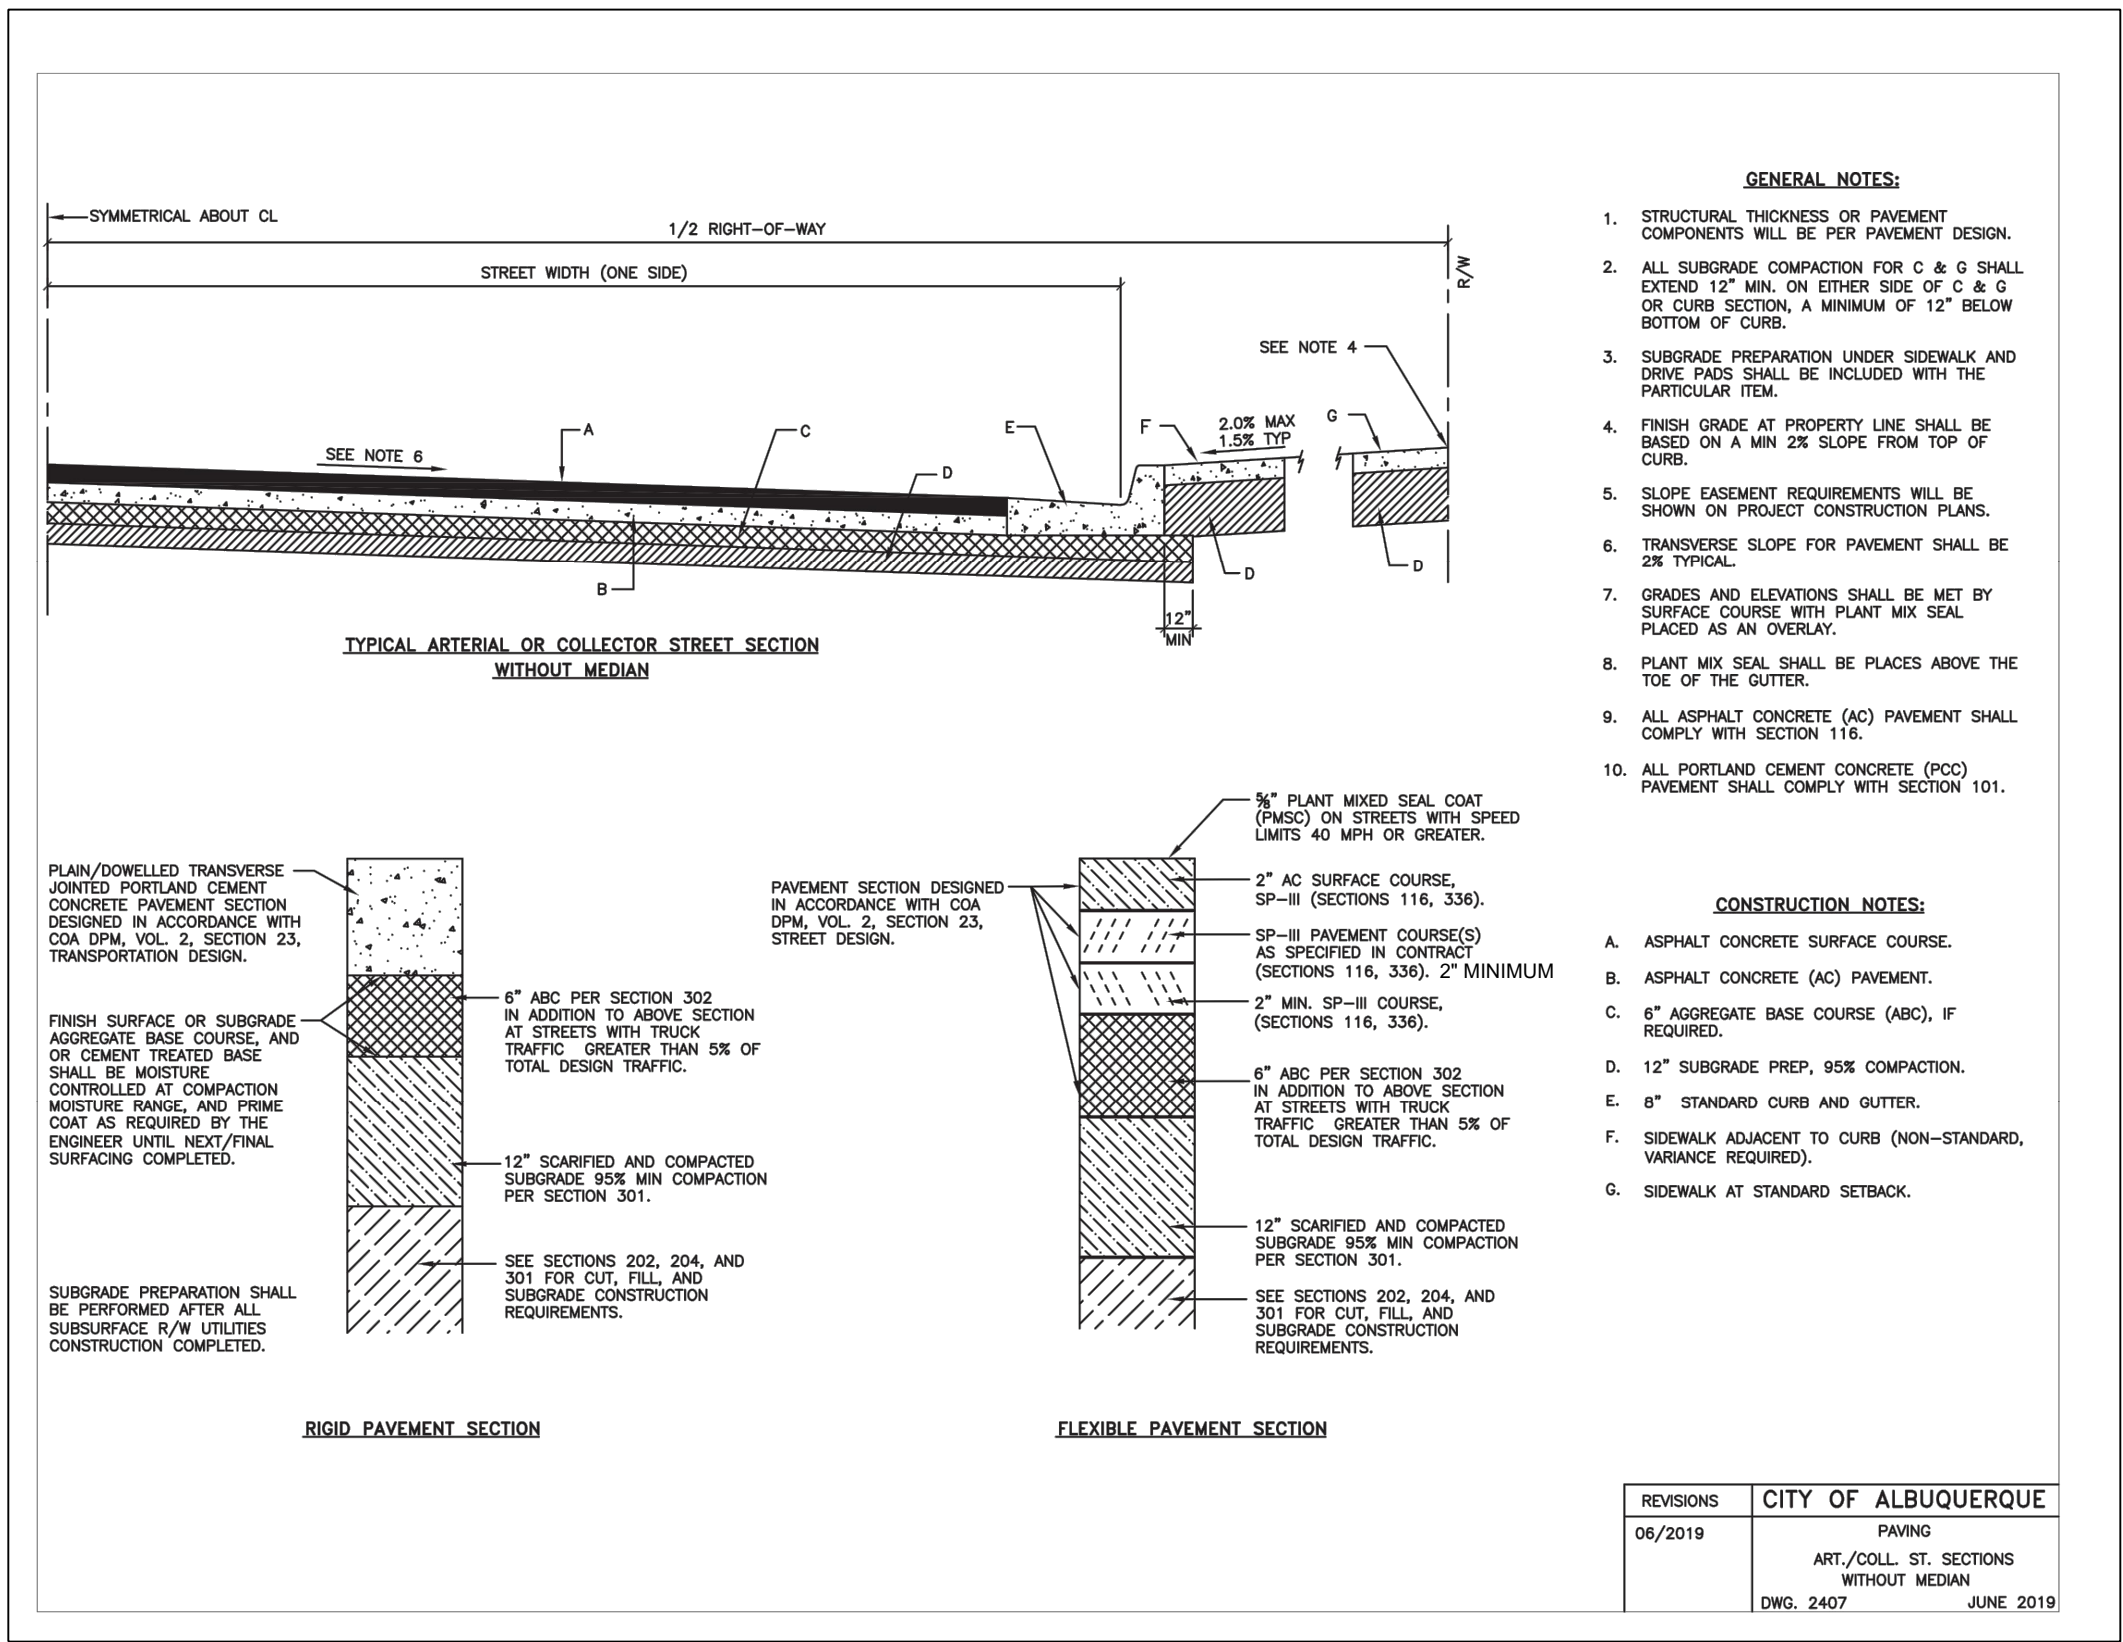 SYMMETRICAL ABOUT CL
1/2 RIGHT-OF-WAY
STREET WIDTH (ONE SIDE)
R/W
SEE NOTE 4
SEE NOTE 6
A
C
D
E
F
2.0% MAX
1.5% TYP
G
B
D
D
12"
MIN
TYPICAL ARTERIAL OR COLLECTOR STREET SECTION
WITHOUT MEDIAN
GENERAL NOTES:
1. STRUCTURAL THICKNESS OR PAVEMENT
COMPONENTS WILL BE PER PAVEMENT DESIGN.
2. ALL SUBGRADE COMPACTION FOR C & G SHALL
EXTEND 12" MIN. ON EITHER SIDE OF C & G
OR CURB SECTION, A MINIMUM OF 12" BELOW
BOTTOM OF CURB.
3. SUBGRADE PREPARATION UNDER SIDEWALK AND
DRIVE PADS SHALL BE INCLUDED WITH THE
PARTICULAR ITEM.
4. FINISH GRADE AT PROPERTY LINE SHALL BE
BASED ON A MIN 2% SLOPE FROM TOP OF
CURB.
5. SLOPE EASEMENT REQUIREMENTS WILL BE
SHOWN ON PROJECT CONSTRUCTION PLANS.
6. TRANSVERSE SLOPE FOR PAVEMENT SHALL BE
2% TYPICAL.
7. GRADES AND ELEVATIONS SHALL BE MET BY
SURFACE COURSE WITH PLANT MIX SEAL
PLACED AS AN OVERLAY.
8. PLANT MIX SEAL SHALL BE PLACES ABOVE THE
TOE OF THE GUTTER.
9. ALL ASPHALT CONCRETE (AC) PAVEMENT SHALL
COMPLY WITH SECTION 116.
10. ALL PORTLAND CEMENT CONCRETE (PCC)
PAVEMENT SHALL COMPLY WITH SECTION 101.
PLAIN/DOWELLED TRANSVERSE
JOINTED PORTLAND CEMENT
CONCRETE PAVEMENT SECTION
DESIGNED IN ACCORDANCE WITH
COA DPM, VOL. 2, SECTION 23,
TRANSPORTATION DESIGN.
FINISH SURFACE OR SUBGRADE
AGGREGATE BASE COURSE, AND
OR CEMENT TREATED BASE
SHALL BE MOISTURE
CONTROLLED AT COMPACTION
MOISTURE RANGE, AND PRIME
COAT AS REQUIRED BY THE
ENGINEER UNTIL NEXT/FINAL
SURFACING COMPLETED.
SUBGRADE PREPARATION SHALL
BE PERFORMED AFTER ALL
SUBSURFACE R/W UTILITIES
CONSTRUCTION COMPLETED.
6" ABC PER SECTION 302
IN ADDITION TO ABOVE SECTION
AT STREETS WITH TRUCK
TRAFFIC GREATER THAN 5% OF
TOTAL DESIGN TRAFFIC.
12" SCARIFIED AND COMPACTED
SUBGRADE 95% MIN COMPACTION
PER SECTION 301.
SEE SECTIONS 202, 204, AND
301 FOR CUT, FILL, AND
SUBGRADE CONSTRUCTION
REQUIREMENTS.
RIGID PAVEMENT SECTION
PAVEMENT SECTION DESIGNED
IN ACCORDANCE WITH COA
DPM, VOL. 2, SECTION 23,
STREET DESIGN.
⅝" PLANT MIXED SEAL COAT
(PMSC) ON STREETS WITH SPEED
LIMITS 40 MPH OR GREATER.
2" AC SURFACE COURSE,
SP-III (SECTIONS 116, 336).
SP-III PAVEMENT COURSE(S)
AS SPECIFIED IN CONTRACT
(SECTIONS 116, 336). 2" MINIMUM
2" MIN. SP-III COURSE,
(SECTIONS 116, 336).
6" ABC PER SECTION 302
IN ADDITION TO ABOVE SECTION
AT STREETS WITH TRUCK
TRAFFIC GREATER THAN 5% OF
TOTAL DESIGN TRAFFIC.
12" SCARIFIED AND COMPACTED
SUBGRADE 95% MIN COMPACTION
PER SECTION 301.
SEE SECTIONS 202, 204, AND
301 FOR CUT, FILL, AND
SUBGRADE CONSTRUCTION
REQUIREMENTS.
FLEXIBLE PAVEMENT SECTION
CONSTRUCTION NOTES:
A. ASPHALT CONCRETE SURFACE COURSE.
B. ASPHALT CONCRETE (AC) PAVEMENT.
C. 6" AGGREGATE BASE COURSE (ABC), IF
REQUIRED.
D. 12" SUBGRADE PREP, 95% COMPACTION.
E. 8" STANDARD CURB AND GUTTER.
F. SIDEWALK ADJACENT TO CURB (NON-STANDARD,
VARIANCE REQUIRED).
G. SIDEWALK AT STANDARD SETBACK.
REVISIONS
06/2019
CITY OF ALBUQUERQUE
PAVING
ART./COLL. ST. SECTIONS
WITHOUT MEDIAN
DWG. 2407 JUNE 2019